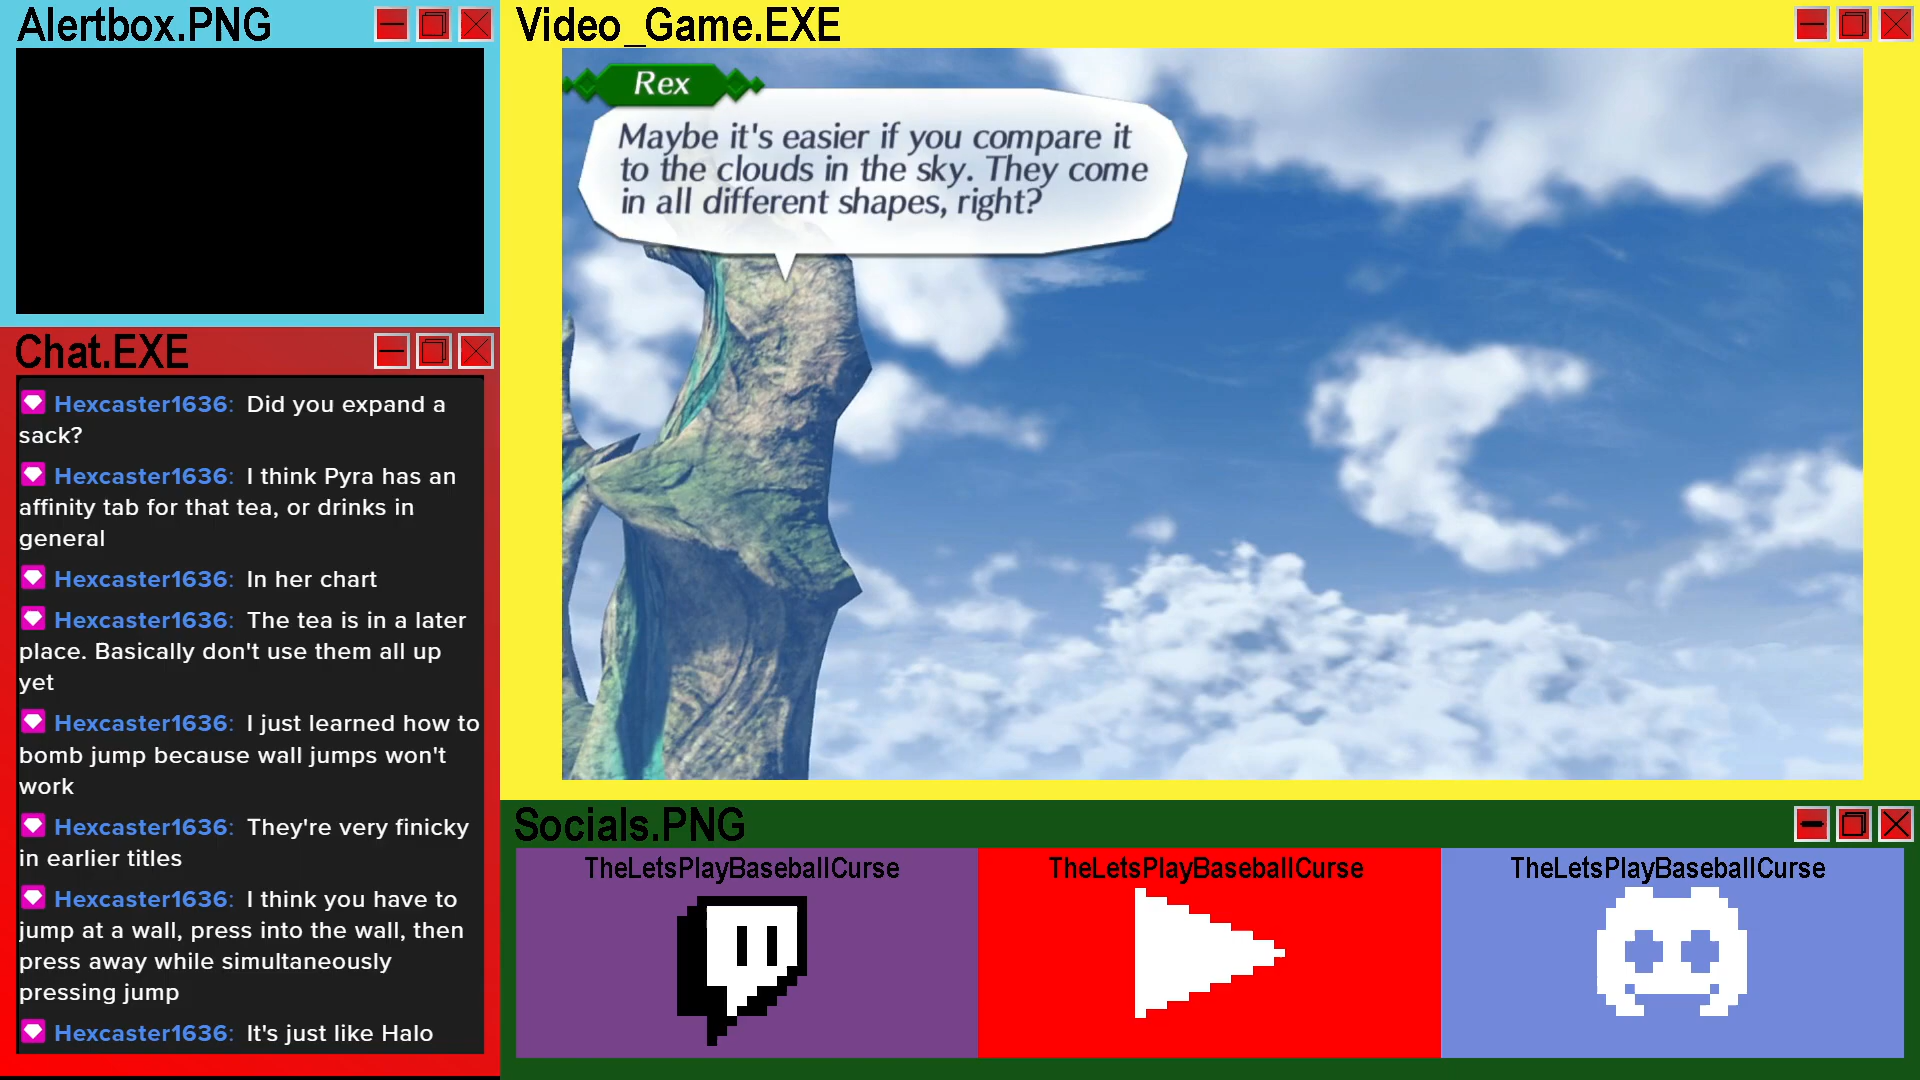 Alertbox.PNG
Video_Game.EXE
Rex
Maybe it's easier if you compare it
to the clouds in the sky. They come
in all different shapes, right?
Chat.EXE
Hexcaster1636: Did you expand a
sack?
Hexcaster1636: I think Pyra has an
affinity tab for that tea, or drinks in
general
Hexcaster1636: In her chart
Hexcaster1636: The tea is in a later
place. Basically don't use them all up
yet
Hexcaster1636: I just learned how to
bomb jump because wall jumps won't
work
Hexcaster1636: They're very finicky
in earlier titles
Hexcaster1636: I think you have to
jump at a wall, press into the wall, then
press away while simultaneously
pressing jump
Hexcaster1636: It's just like Halo
Socials.PNG
TheLetsPlayBaseballCurse
TheLetsPlayBaseballCurse
TheLetsPlayBaseballCurse